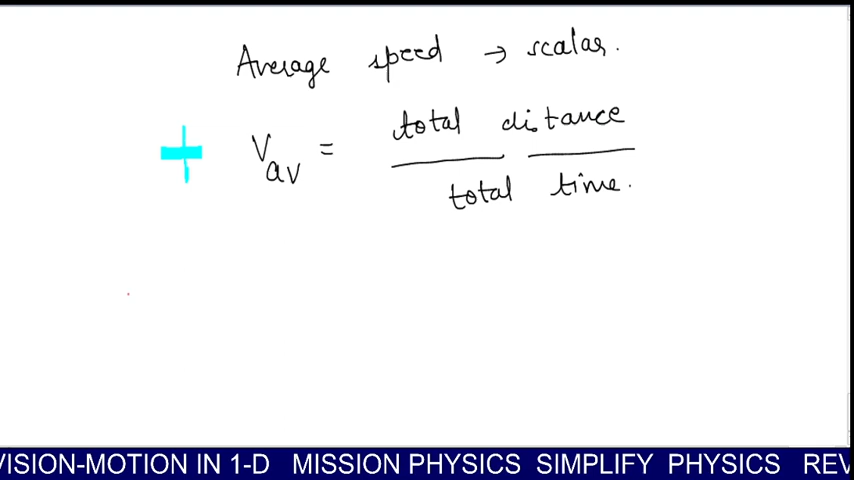 Average speed → scalar.
Vav = total distance
total time.
VISION-MOTION IN 1-D MISSION PHYSICS SIMPLIFY PHYSICS REV